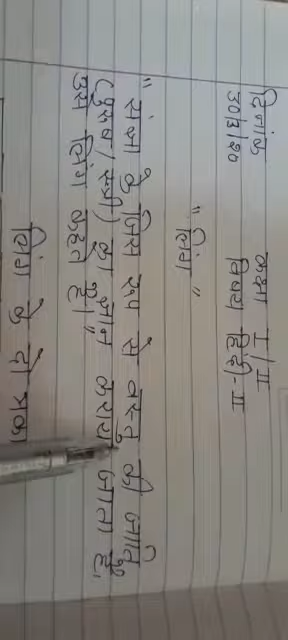 दिनांक
30/3/20
कक्षा I/II
विषय हिंदी-II
" लिंग "
" संज्ञा के जिस रूप से वस्तु की जाति
(पुरुष/स्त्री) का ज्ञान कराया जाता है,
उसे लिंग कहते हैं। "
लिंग के दो प्रका